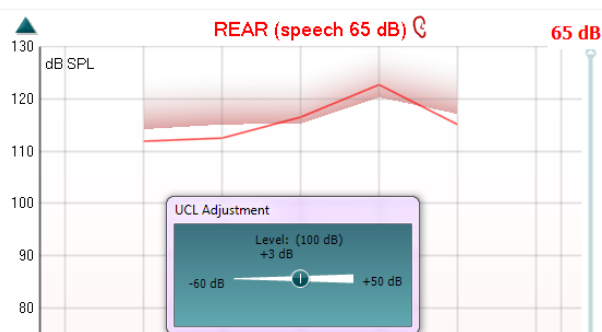 REAR (speech 65 dB)
65 dB
130
dB SPL
120
110
100
90
80
UCL Adjustment
Level: (100 dB)
+3 dB
-60 dB
+50 dB